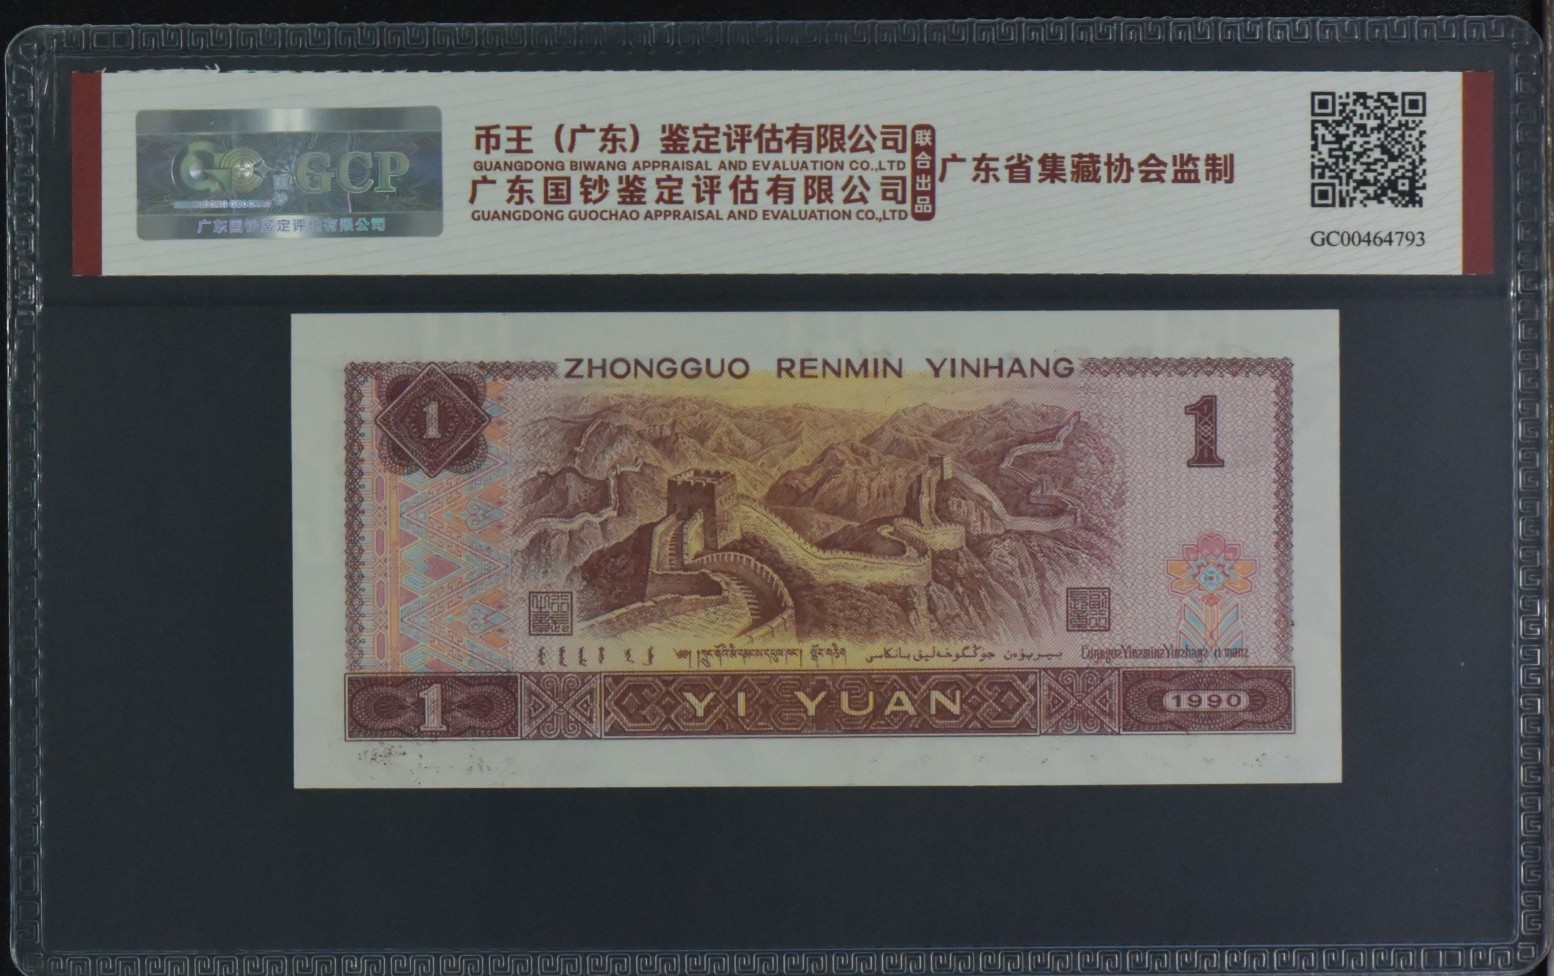 GCP
广东国钞鉴定评估有限公司
币王（广东）鉴定评估有限公司
GUANGDONG BIWANG APPRAISAL AND EVALUATION CO.,LTD
广东国钞鉴定评估有限公司
GUANGDONG GUOCHAO APPRAISAL AND EVALUATION CO.,LTD
联合出品
广东省集藏协会监制
GC00464793
ZHONGGUO RENMIN YINHANG
1
1
1
YI YUAN
1990